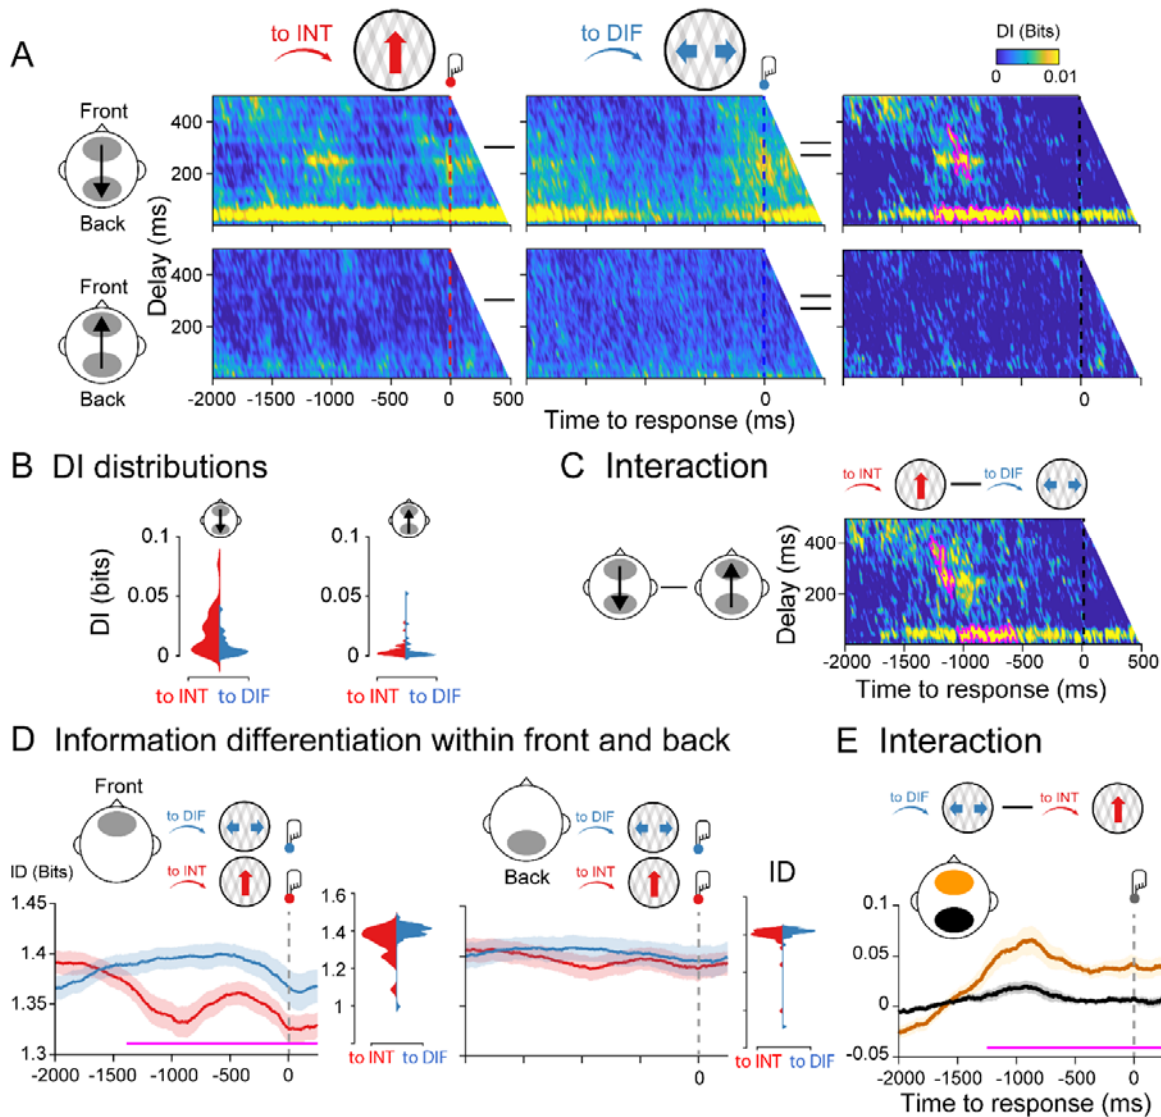 A
to INT
to DIF
DI (Bits)
0 0.01
Front
Back
Front
Back
Delay (ms)
400
200
400
200
-2000 -1500 -1000 -500 0 500
0
0
Time to response (ms)
B DI distributions
DI (bits)
0.1
0.05
0
to INT to DIF
0.1
0.05
0
to INT to DIF
C Interaction
to INT
to DIF
Delay (ms)
400
200
-2000 -1500 -1000 -500 0 500
Time to response (ms)
D Information differentiation within front and back
Front
to DIF
to INT
ID (Bits)
1.45
1.4
1.35
1.3
-2000 -1500 -1000 -500 0
1.6
1.4
1.2
1
to INT to DIF
Back
to DIF
to INT
0
ID
to INT to DIF
E Interaction
to DIF
to INT
0.1
0.05
0
-0.05
-2000 -1500 -1000 -500 0
Time to response (ms)